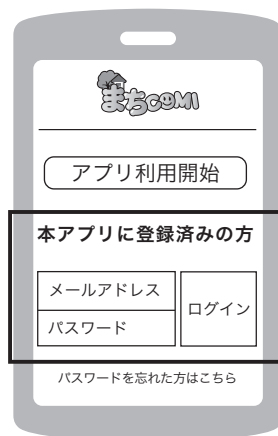 まちcOMI
アプリ利用開始
本アプリに登録済みの方
メールアドレス
パスワード
ログイン
パスワードを忘れた方はこちら